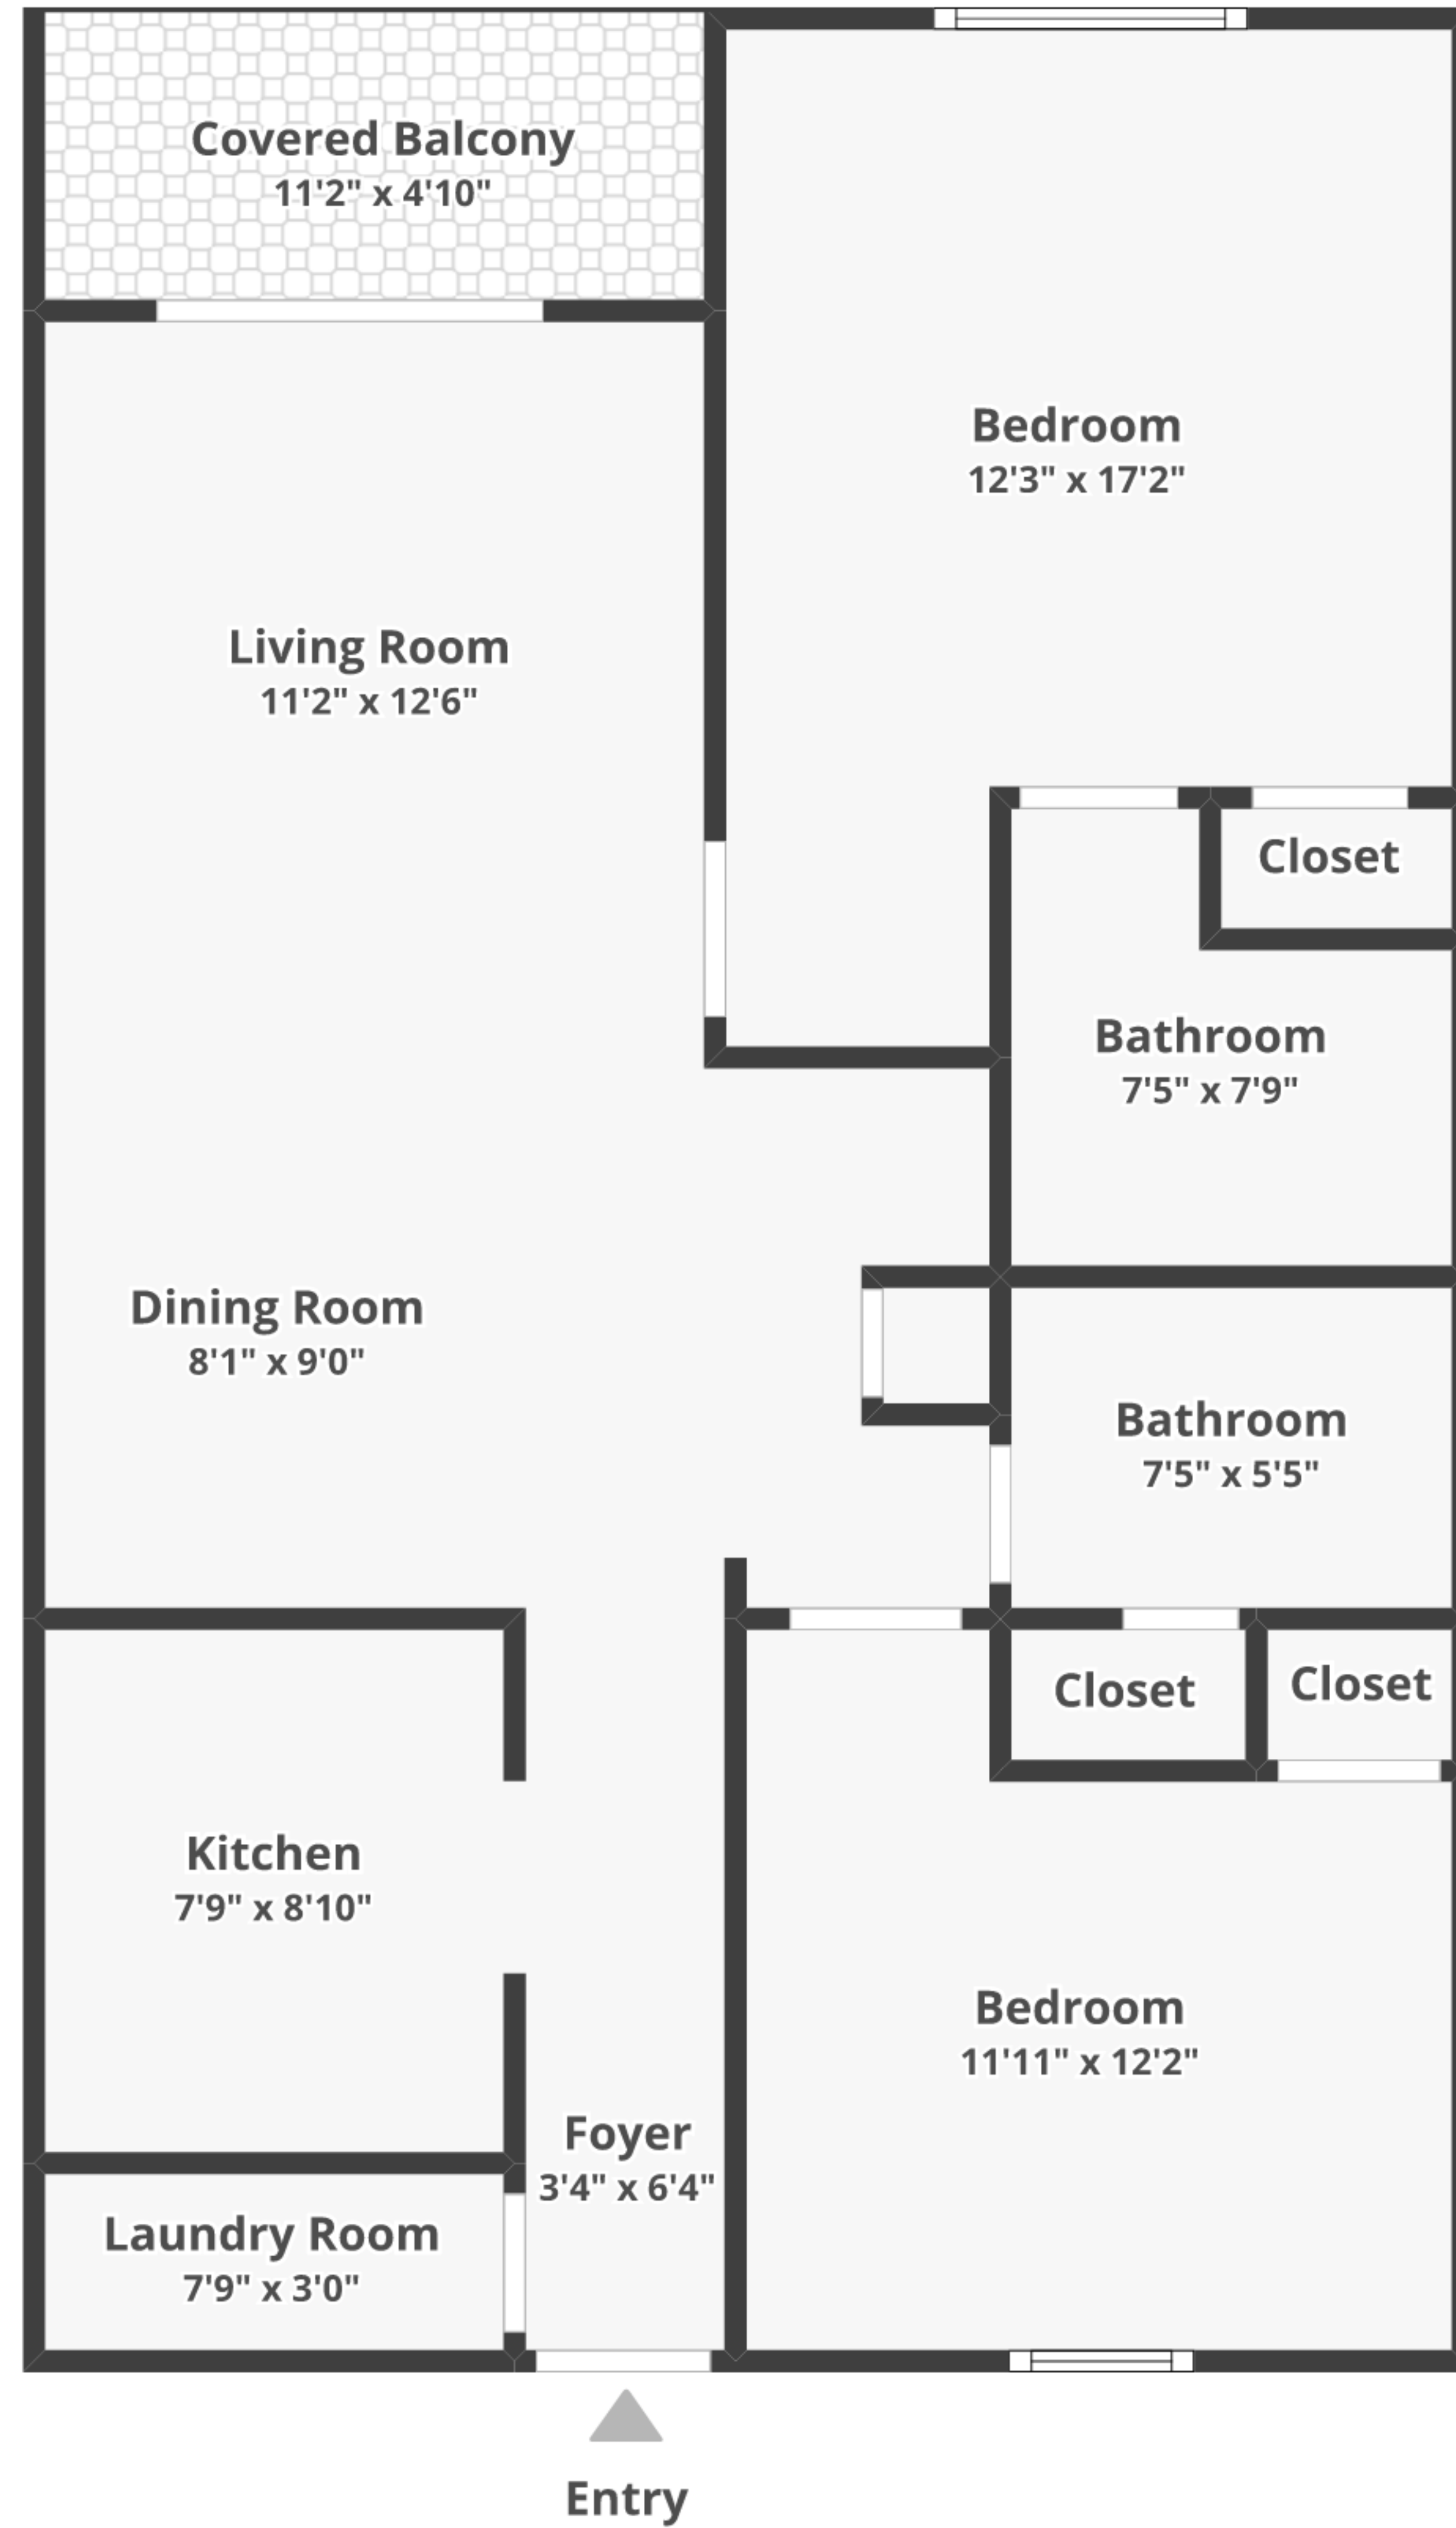 Covered Balcony
11'2" x 4'10"
Bedroom
12'3" x 17'2"
Living Room
11'2" x 12'6"
Closet
Bathroom
7'5" x 7'9"
Dining Room
8'1" x 9'0"
Bathroom
7'5" x 5'5"
Closet
Closet
Kitchen
7'9" x 8'10"
Bedroom
11'11" x 12'2"
Foyer
3'4" x 6'4"
Laundry Room
7'9" x 3'0"
Entry